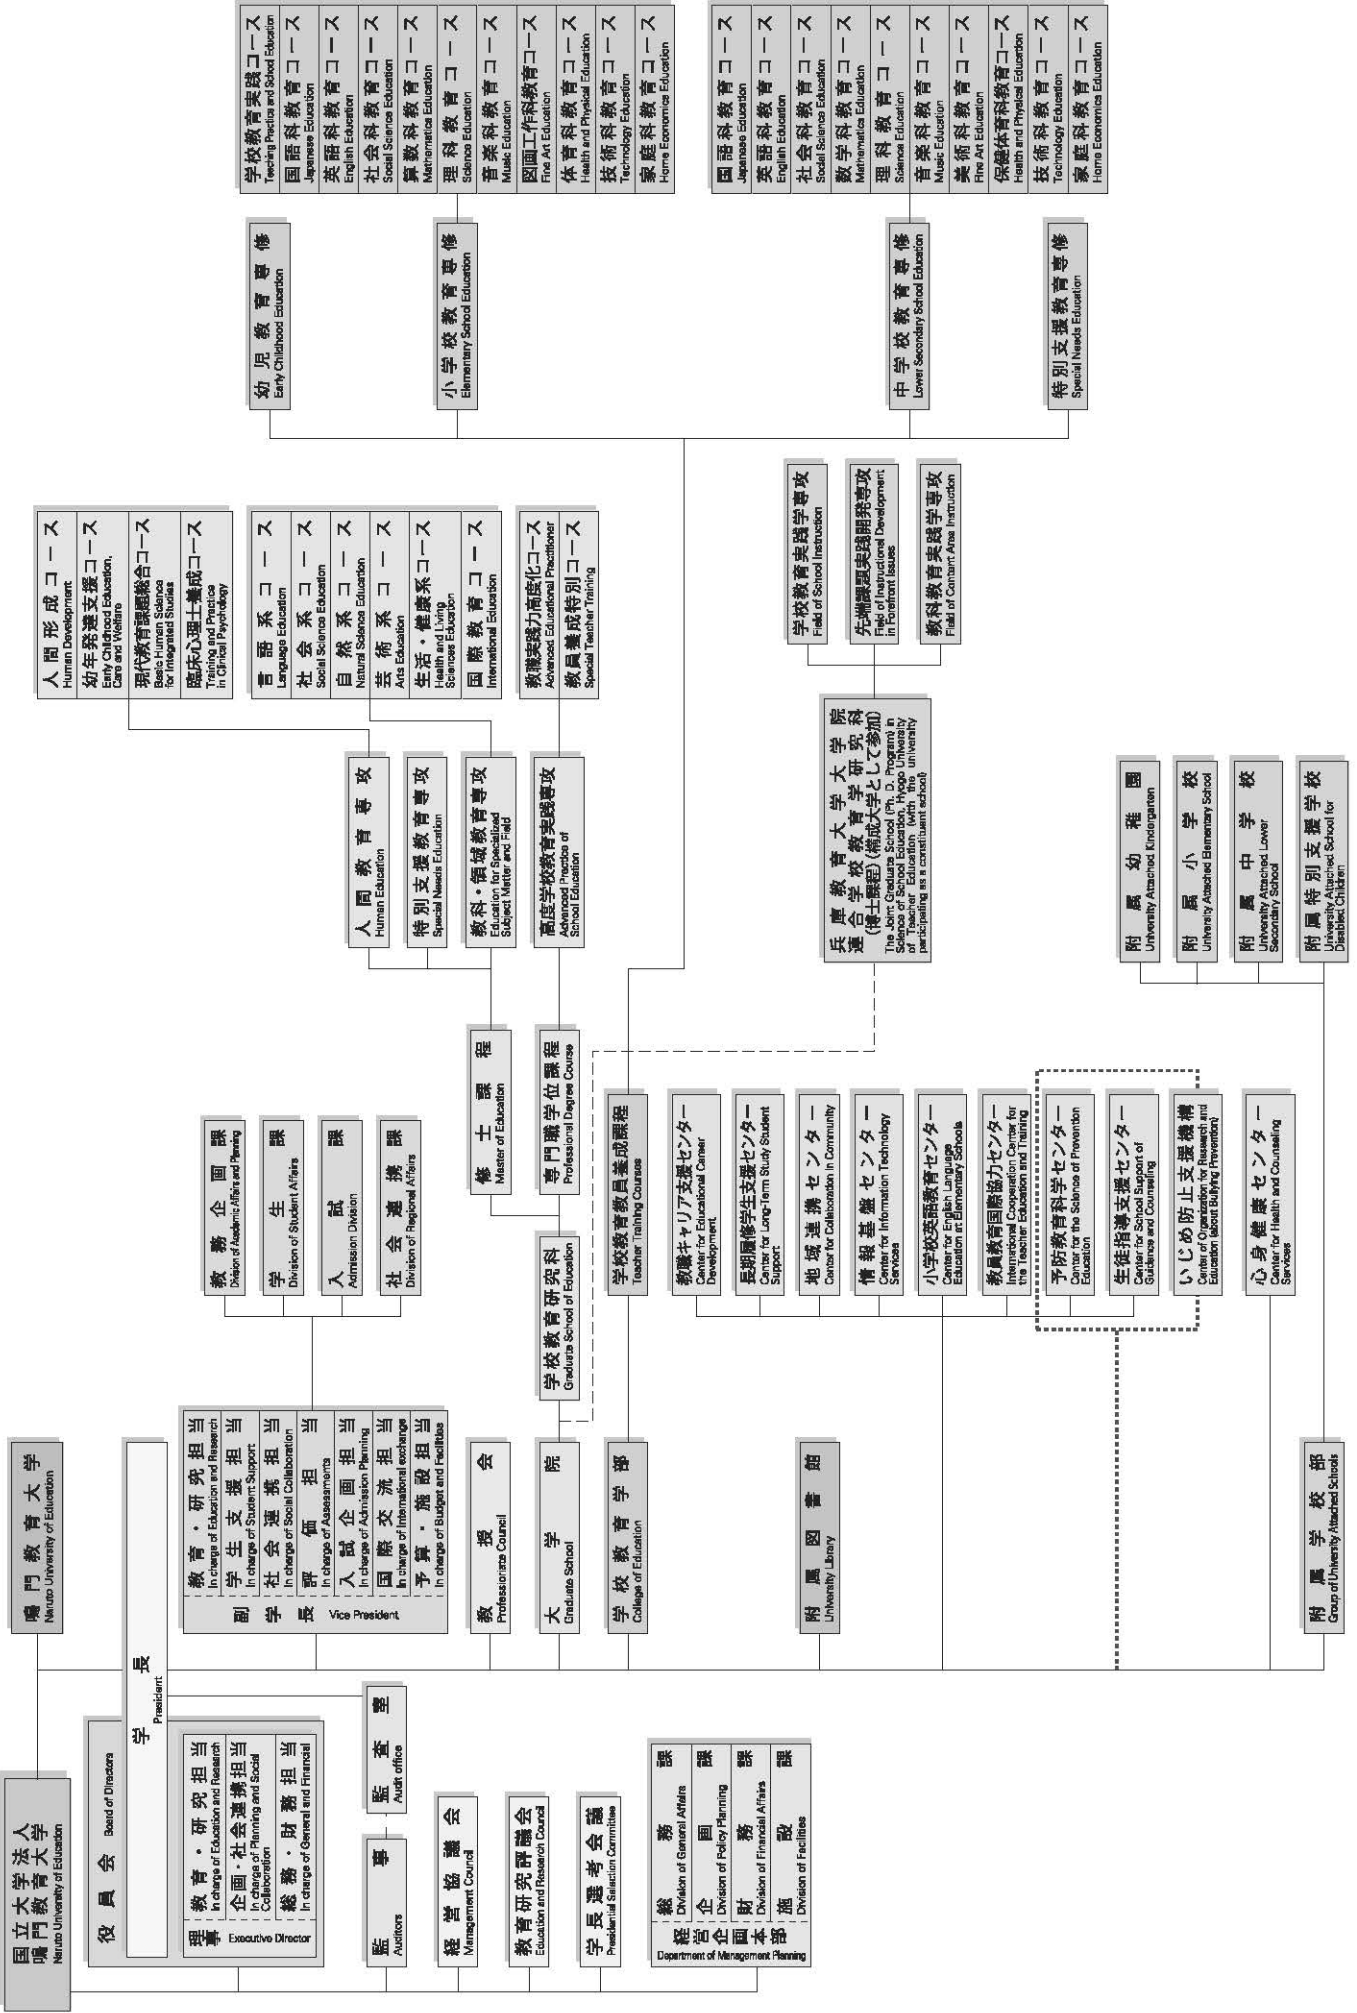 国立大学法人
鳴門教育大学
Naruto University of Education
鳴門教育大学
Naruto University of Education
役員会 Board of Directors
学長
President
理事 Executive Director
教育・研究担当
In charge of Education and Research
企画・社会連携担当
In charge of Planning and Social
Collaboration
総務・財務担当
In charge of General and Financial
監事
Auditors
監査室
Audit office
経営協議会
Management Council
教育研究評議会
Education and Research Council
学長選考会議
Presidential Selection Committee
経営企画本部
Department of Management Planning
総務課
Division of General Affairs
企画課
Division of Policy Planning
財務課
Division of Financial Affairs
施設課
Division of Facilities
副学長 Vice President
教育・研究担当
In charge of Education and Research
学生支援担当
In charge of Student Support
社会連携担当
In charge of Social Collaboration
評価担当
In charge of Assessments
入試企画担当
In charge of Admission Planning
国際交流担当
In charge of International exchange
予算・施設担当
In charge of Budget and Facilities
教務企画課
Division of Academic Affairs and Planning
学生課
Division of Student Affairs
入試課
Admission Division
社会連携課
Division of Regional Affairs
教授会
Professoriate Council
大学院
Graduate School
学校教育研究科
Graduate School of Education
修士課程
Master of Education
専門職学位課程
Professional Degree Course
人間教育専攻
Human Education
特別支援教育専攻
Special Needs Education
教科・領域教育専攻
Education for Specialized
Subject Matter and Field
高度学校教育実践専攻
Advanced Practice of
School Education
人間形成コース
Human Development
幼年発達支援コース
Early Childhood Education,
Care and Welfare
現代教育課題総合コース
Basic Human Science
for Integrated Studies
臨床心理士養成コース
Training and Practice
in Clinical Psychology
言語系コース
Language Education
社会系コース
Social Science Education
自然系コース
Natural Science Education
芸術系コース
Arts Education
生活・健康系コース
Health and Living
Sciences Education
国際教育コース
International Education
教職実践力高度化コース
Advanced Educational Practitioner
教員養成特別コース
Special Teacher Training
兵庫教育大学大学院
連合学校教育学研究科
(博士課程)(構成大学として参加)
The Joint Graduate School (Ph. D. Program) in
Science of School Education, Hyogo University
of Teacher Education (with the university
participating as a constituent school)
学校教育実践学専攻
Field of School Instruction
先端課題実践開発専攻
Field of Instructional Development
in Forefront Issues
教科教育実践学専攻
Field of Content Area Instruction
学校教育学部
College of Education
学校教育教員養成課程
Teacher Training Courses
幼児教育専修
Early Childhood Education
小学校教育専修
Elementary School Education
学校教育実践コース
Teaching Practice and School Education
国語科教育コース
Japanese Education
英語科教育コース
English Education
社会科教育コース
Social Science Education
算数科教育コース
Mathematics Education
理科教育コース
Science Education
音楽科教育コース
Music Education
図画工作科教育コース
Fine Art Education
体育科教育コース
Health and Physical Education
技術科教育コース
Technology Education
家庭科教育コース
Home Economics Education
中学校教育専修
Lower Secondary School Education
国語科教育コース
Japanese Education
英語科教育コース
English Education
社会科教育コース
Social Science Education
数学科教育コース
Mathematics Education
理科教育コース
Science Education
音楽科教育コース
Music Education
美術科教育コース
Fine Art Education
保健体育科教育コース
Health and Physical Education
技術科教育コース
Technology Education
家庭科教育コース
Home Economics Education
特別支援教育専修
Special Needs Education
附属図書館
University Library
教職キャリア支援センター
Center for Educational Career
Development
長期履修学生支援センター
Center for Long-Term Study Student
Support
地域連携センター
Center for Collaboration in Community
情報基盤センター
Center for Information Technology
Services
小学校英語教育センター
Center for English Language
Education at Elementary Schools
教員教育国際協力センター
International Cooperation Center for
the Teacher Education and Training
予防教育科学センター
Center for the Science of Prevention
Education
生徒指導支援センター
Center for School Support of
Guidance and Counseling
いじめ防止支援機構
Center of Organization for Research and
Education (about Bullying Prevention)
心身健康センター
Center for Health and Counseling
Services
附属学校部
Group of University Attached Schools
附属幼稚園
University Attached Kindergarten
附属小学校
University Attached Elementary School
附属中学校
University Attached Lower
Secondary School
附属特別支援学校
University Attached School for
Disabled Children